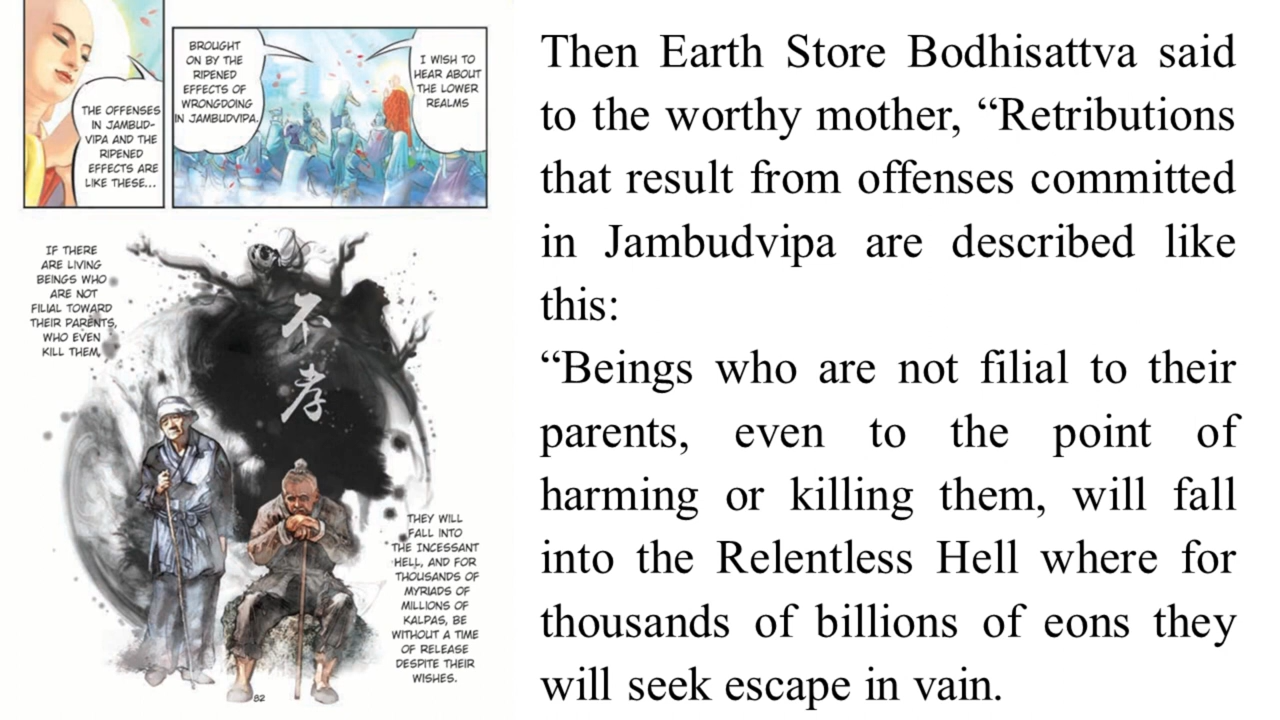 THE OFFENSES
IN JAMBUD-
VIPA AND THE
RIPENED
EFFECTS ARE
LIKE THESE...
BROUGHT
ON BY THE
RIPENED
EFFECTS OF
WRONGDOING
IN JAMBUDVIPA.
I WISH TO
HEAR ABOUT
THE LOWER
REALMS
IF THERE
ARE LIVING
BEINGS WHO
ARE NOT
FILIAL TOWARD
THEIR PARENTS,
WHO EVEN
KILL THEM,
不
孝
THEY WILL
FALL INTO
THE INCESSANT
HELL, AND FOR
THOUSANDS OF
MYRIADS OF
MILLIONS OF
KALPAS, BE
WITHOUT A TIME
OF RELEASE
DESPITE THEIR
WISHES.
82
Then Earth Store Bodhisattva said
to the worthy mother, “Retributions
that result from offenses committed
in Jambudvipa are described like
this:
“Beings who are not filial to their
parents, even to the point of
harming or killing them, will fall
into the Relentless Hell where for
thousands of billions of eons they
will seek escape in vain.